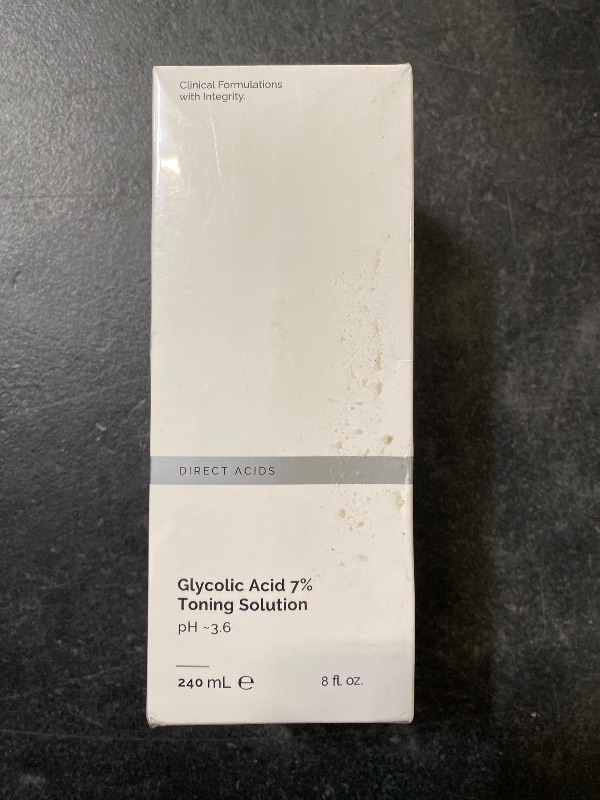 Clinical Formulations
with Integrity.
DIRECT ACIDS
Glycolic Acid 7%
Toning Solution
pH ~3.6
240 mL ℮ 8 fl. oz.